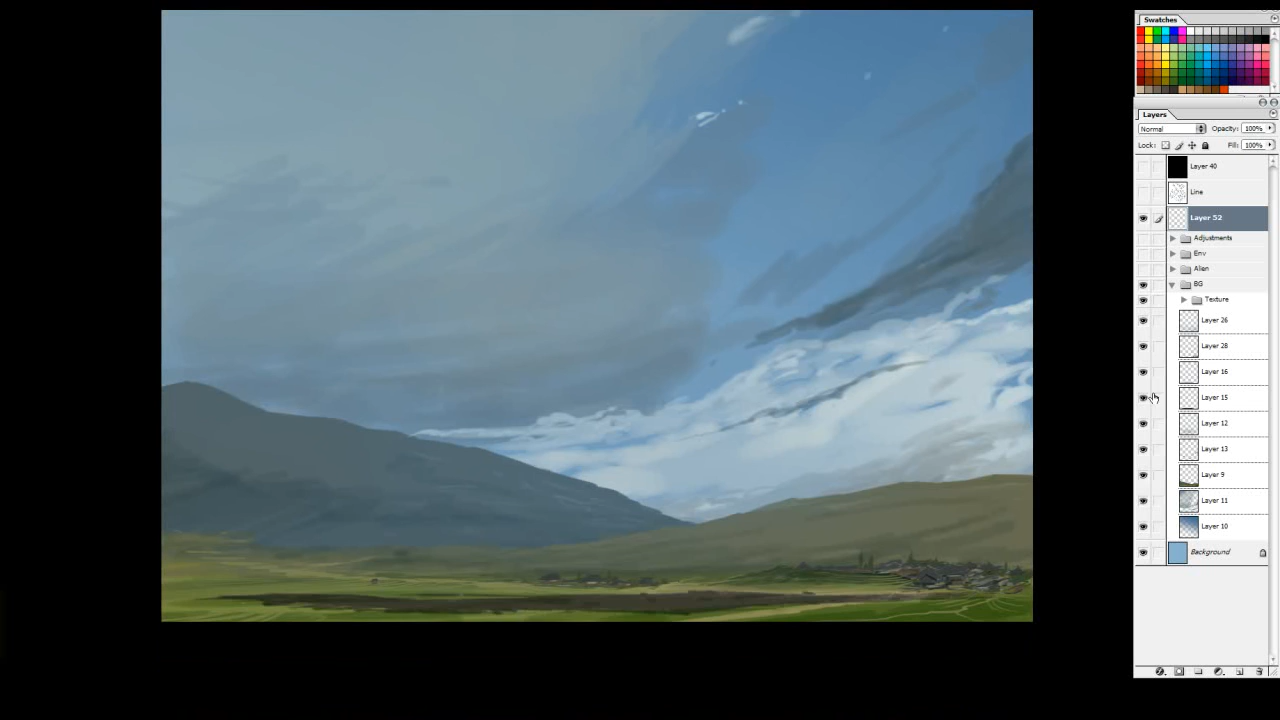 Swatches
Layers
Normal Opacity: 100%
Lock: Fill: 100%
Layer 40
Line
Layer 52
Adjustments
Env
Alien
BG
Texture
Layer 26
Layer 28
Layer 16
Layer 15
Layer 12
Layer 13
Layer 9
Layer 11
Layer 10
Background